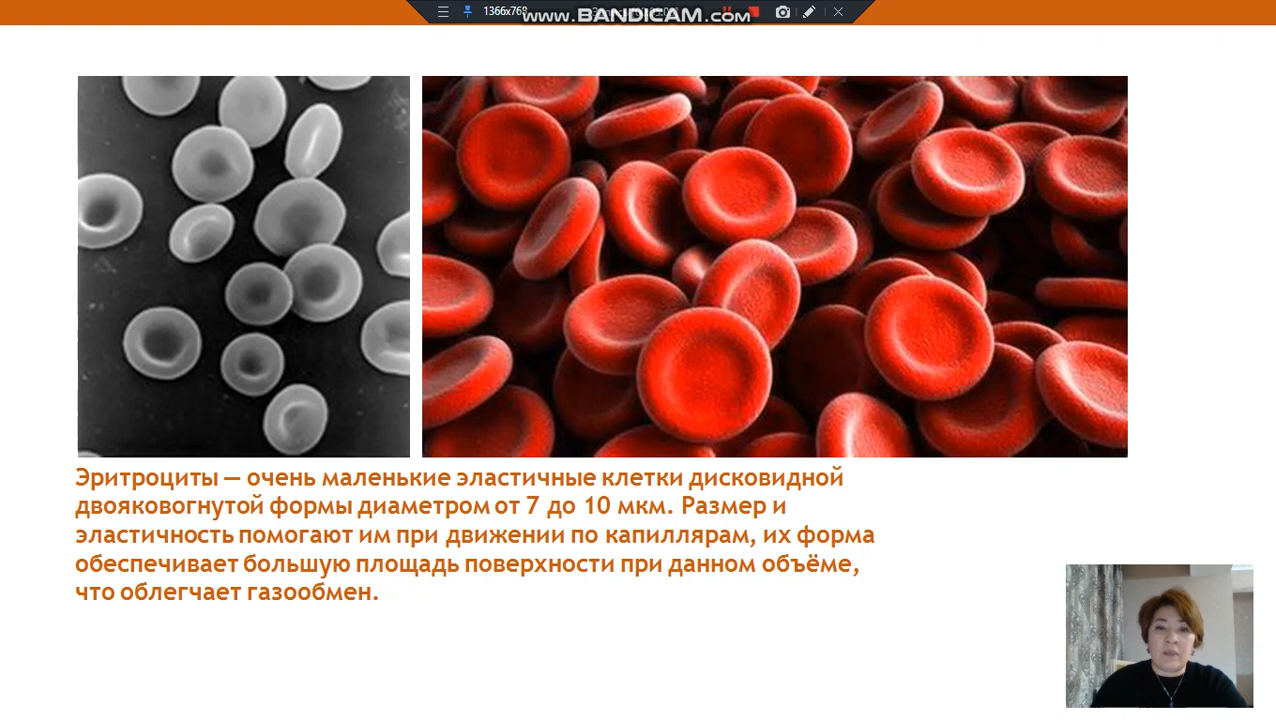 1366x768
www.BANDICAM.com
Эритроциты — очень маленькие эластичные клетки дисковидной
двояковогнутой формы диаметром от 7 до 10 мкм. Размер и
эластичность помогают им при движении по капиллярам, их форма
обеспечивает большую площадь поверхности при данном объёме,
что облегчает газообмен.